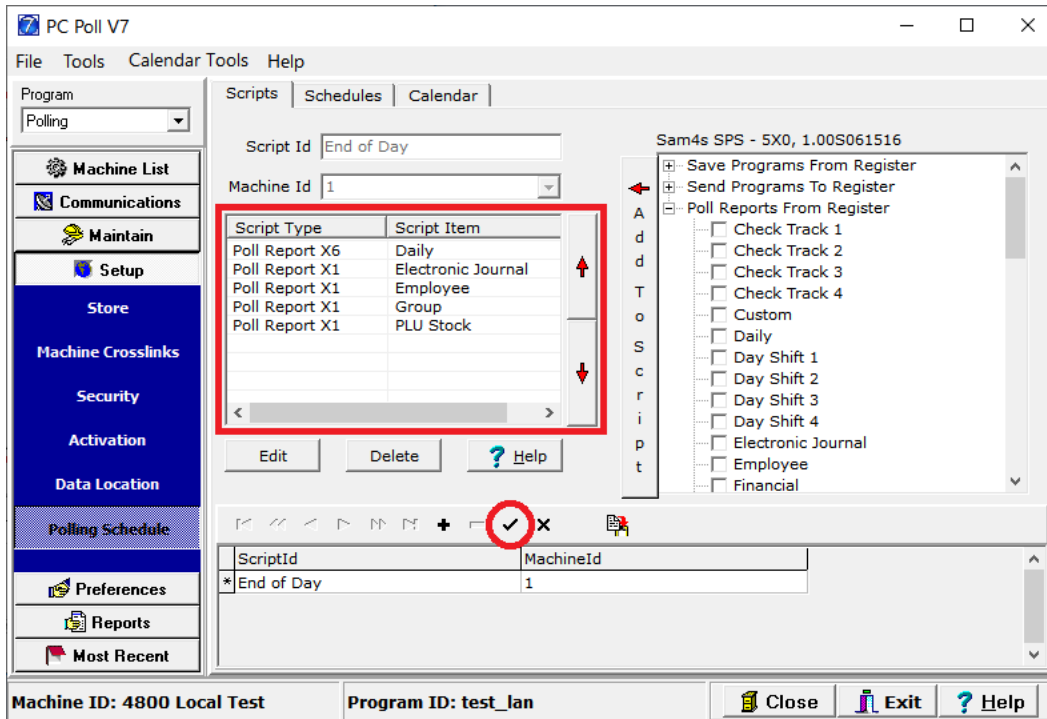 PC Poll V7
File Tools Calendar Tools Help
Program
Polling
Machine List
Communications
Maintain
Setup
Store
Machine Crosslinks
Security
Activation
Data Location
Polling Schedule
Preferences
Reports
Most Recent
Scripts Schedules Calendar
Script Id End of Day
Machine Id 1
Script Type Script Item
Poll Report X6 Daily
Poll Report X1 Electronic Journal
Poll Report X1 Employee
Poll Report X1 Group
Poll Report X1 PLU Stock
Edit Delete ? Help
Add To Script
Sam4s SPS - 5X0, 1.00S061516
Save Programs From Register
Send Programs To Register
Poll Reports From Register
Check Track 1
Check Track 2
Check Track 3
Check Track 4
Custom
Daily
Day Shift 1
Day Shift 2
Day Shift 3
Day Shift 4
Electronic Journal
Employee
Financial
ScriptId MachineId
* End of Day 1
Machine ID: 4800 Local Test Program ID: test_lan Close Exit ? Help